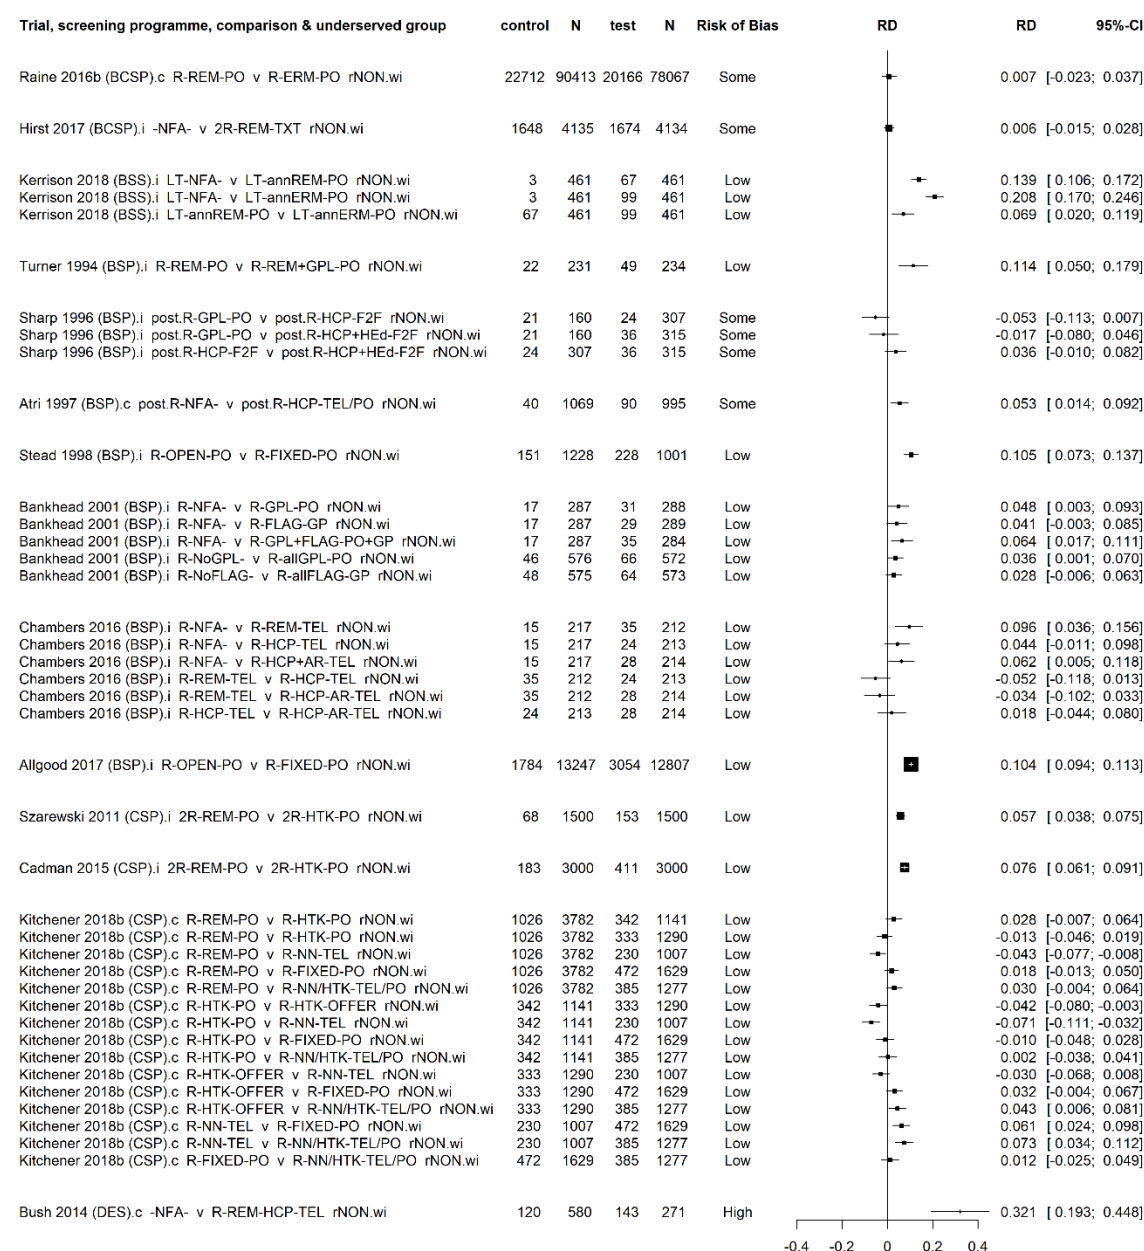 Trial, screening programme, comparison & underserved group control N test N Risk of Bias RD RD 95%-CI
Raine 2016b (BCSP).c R-REM-PO v R-ERM-PO rNON.wi 22712 90413 20166 78067 Some 0.007 [-0.023; 0.037]
Hirst 2017 (BCSP).i -NFA- v 2R-REM-TXT rNON.wi 1648 4135 1674 4134 Some 0.006 [-0.015; 0.028]
Kerrison 2018 (BSS).i LT-NFA- v LT-annREM-PO rNON.wi 3 461 67 461 Low 0.139 [ 0.106; 0.172]
Kerrison 2018 (BSS).i LT-NFA- v LT-annREM-PO rNON.wi 3 461 99 461 Low 0.208 [ 0.170; 0.246]
Kerrison 2018 (BSS).i LT-annREM-PO v LT-annERM-PO rNON.wi 67 461 99 461 Low 0.069 [ 0.020; 0.119]
Turner 1994 (BSP).i R-REM-PO v R-REM+GPL-PO rNON.wi 22 231 49 234 Low 0.114 [ 0.050; 0.179]
Sharp 1996 (BSP).i post.R-GPL-PO v post.R-HCP-F2F rNON.wi 21 160 24 307 Some -0.053 [-0.113; 0.007]
Sharp 1996 (BSP).i post.R-GPL-PO v post.R-HCP+HEd-F2F rNON.wi 21 160 36 315 Some -0.017 [-0.080; 0.046]
Sharp 1996 (BSP).i post.R-HCP-F2F v post.R-HCP+HEd-F2F rNON.wi 24 307 36 315 Some 0.036 [-0.010; 0.082]
Atri 1997 (BSP).c post.R-NFA- v post.R-HCP-TEL/PO rNON.wi 40 1069 90 995 Some 0.053 [ 0.014; 0.092]
Stead 1998 (BSP).i R-OPEN-PO v R-FIXED-PO rNON.wi 151 1228 228 1001 Low 0.105 [ 0.073; 0.137]
Bankhead 2001 (BSP).i R-NFA- v R-GPL-PO rNON.wi 17 287 31 288 Low 0.048 [ 0.003; 0.093]
Bankhead 2001 (BSP).i R-NFA- v R-FLAG-GP rNON.wi 17 287 29 289 Low 0.041 [-0.003; 0.085]
Bankhead 2001 (BSP).i R-NFA- v R-GPL+FLAG-PO+GP rNON.wi 17 287 35 284 Low 0.064 [ 0.017; 0.111]
Bankhead 2001 (BSP).i R-NoGPL- v R-allGPL-PO rNON.wi 46 576 66 572 Low 0.036 [ 0.001; 0.070]
Bankhead 2001 (BSP).i R-NoFLAG- v R-allFLAG-GP rNON.wi 48 575 64 573 Low 0.028 [-0.006; 0.063]
Chambers 2016 (BSP).i R-NFA- v R-REM-TEL rNON.wi 15 217 35 212 Low 0.096 [ 0.036; 0.156]
Chambers 2016 (BSP).i R-NFA- v R-HCP-TEL rNON.wi 15 217 24 213 Low 0.044 [-0.011; 0.098]
Chambers 2016 (BSP).i R-NFA- v R-HCP+AR-TEL rNON.wi 15 217 28 214 Low 0.062 [ 0.005; 0.118]
Chambers 2016 (BSP).i R-REM-TEL v R-HCP-TEL rNON.wi 35 212 24 213 Low -0.052 [-0.118; 0.013]
Chambers 2016 (BSP).i R-REM-TEL v R-HCP-AR-TEL rNON.wi 35 212 28 214 Low -0.034 [-0.102; 0.033]
Chambers 2016 (BSP).i R-HCP-TEL v R-HCP-AR-TEL rNON.wi 24 213 28 214 Low 0.018 [-0.044; 0.080]
Allgood 2017 (BSP).i R-OPEN-PO v R-FIXED-PO rNON.wi 1784 13247 3054 12807 Low 0.104 [ 0.094; 0.113]
Szarewski 2011 (CSP).i 2R-REM-PO v 2R-HTK-PO rNON.wi 68 1500 153 1500 Low 0.057 [ 0.038; 0.075]
Cadman 2015 (CSP).i 2R-REM-PO v 2R-HTK-PO rNON.wi 183 3000 411 3000 Low 0.076 [ 0.061; 0.091]
Kitchener 2018b (CSP).c R-REM-PO v R-HTK-PO rNON.wi 1026 3782 342 1141 Low 0.028 [-0.007; 0.064]
Kitchener 2018b (CSP).c R-REM-PO v R-HTK-PO rNON.wi 1026 3782 333 1290 Low -0.013 [-0.046; 0.019]
Kitchener 2018b (CSP).c R-REM-PO v R-NN-TEL rNON.wi 1026 3782 230 1007 Low -0.043 [-0.077; -0.008]
Kitchener 2018b (CSP).c R-REM-PO v R-FIXED-PO rNON.wi 1026 3782 472 1629 Low 0.018 [-0.013; 0.050]
Kitchener 2018b (CSP).c R-REM-PO v R-NN/HTK-TEL/PO rNON.wi 1026 3782 385 1277 Low 0.030 [-0.004; 0.064]
Kitchener 2018b (CSP).c R-HTK-PO v R-HTK-OFFER rNON.wi 342 1141 333 1290 Low -0.042 [-0.080; -0.003]
Kitchener 2018b (CSP).c R-HTK-PO v R-NN-TEL rNON.wi 342 1141 230 1007 Low -0.071 [-0.111; -0.032]
Kitchener 2018b (CSP).c R-HTK-PO v R-FIXED-PO rNON.wi 342 1141 472 1629 Low -0.010 [-0.048; 0.028]
Kitchener 2018b (CSP).c R-HTK-PO v R-NN/HTK-TEL/PO rNON.wi 342 1141 385 1277 Low 0.002 [-0.038; 0.041]
Kitchener 2018b (CSP).c R-HTK-OFFER v R-NN-TEL rNON.wi 333 1290 230 1007 Low -0.030 [-0.068; 0.008]
Kitchener 2018b (CSP).c R-HTK-OFFER v R-FIXED-PO rNON.wi 333 1290 472 1629 Low 0.032 [-0.004; 0.067]
Kitchener 2018b (CSP).c R-HTK-OFFER v R-NN/HTK-TEL/PO rNON.wi 333 1290 385 1277 Low 0.043 [ 0.006; 0.081]
Kitchener 2018b (CSP).c R-NN-TEL v R-FIXED-PO rNON.wi 230 1007 472 1629 Low 0.061 [ 0.024; 0.098]
Kitchener 2018b (CSP).c R-NN-TEL v R-NN/HTK-TEL/PO rNON.wi 230 1007 385 1277 Low 0.073 [ 0.034; 0.112]
Kitchener 2018b (CSP).c R-FIXED-PO v R-NN/HTK-TEL/PO rNON.wi 472 1629 385 1277 Low 0.012 [-0.025; 0.049]
Bush 2014 (DES).c -NFA- v R-REM-HCP-TEL rNON.wi 120 580 143 271 High 0.321 [ 0.193; 0.448]
-0.4 -0.2 0 0.2 0.4